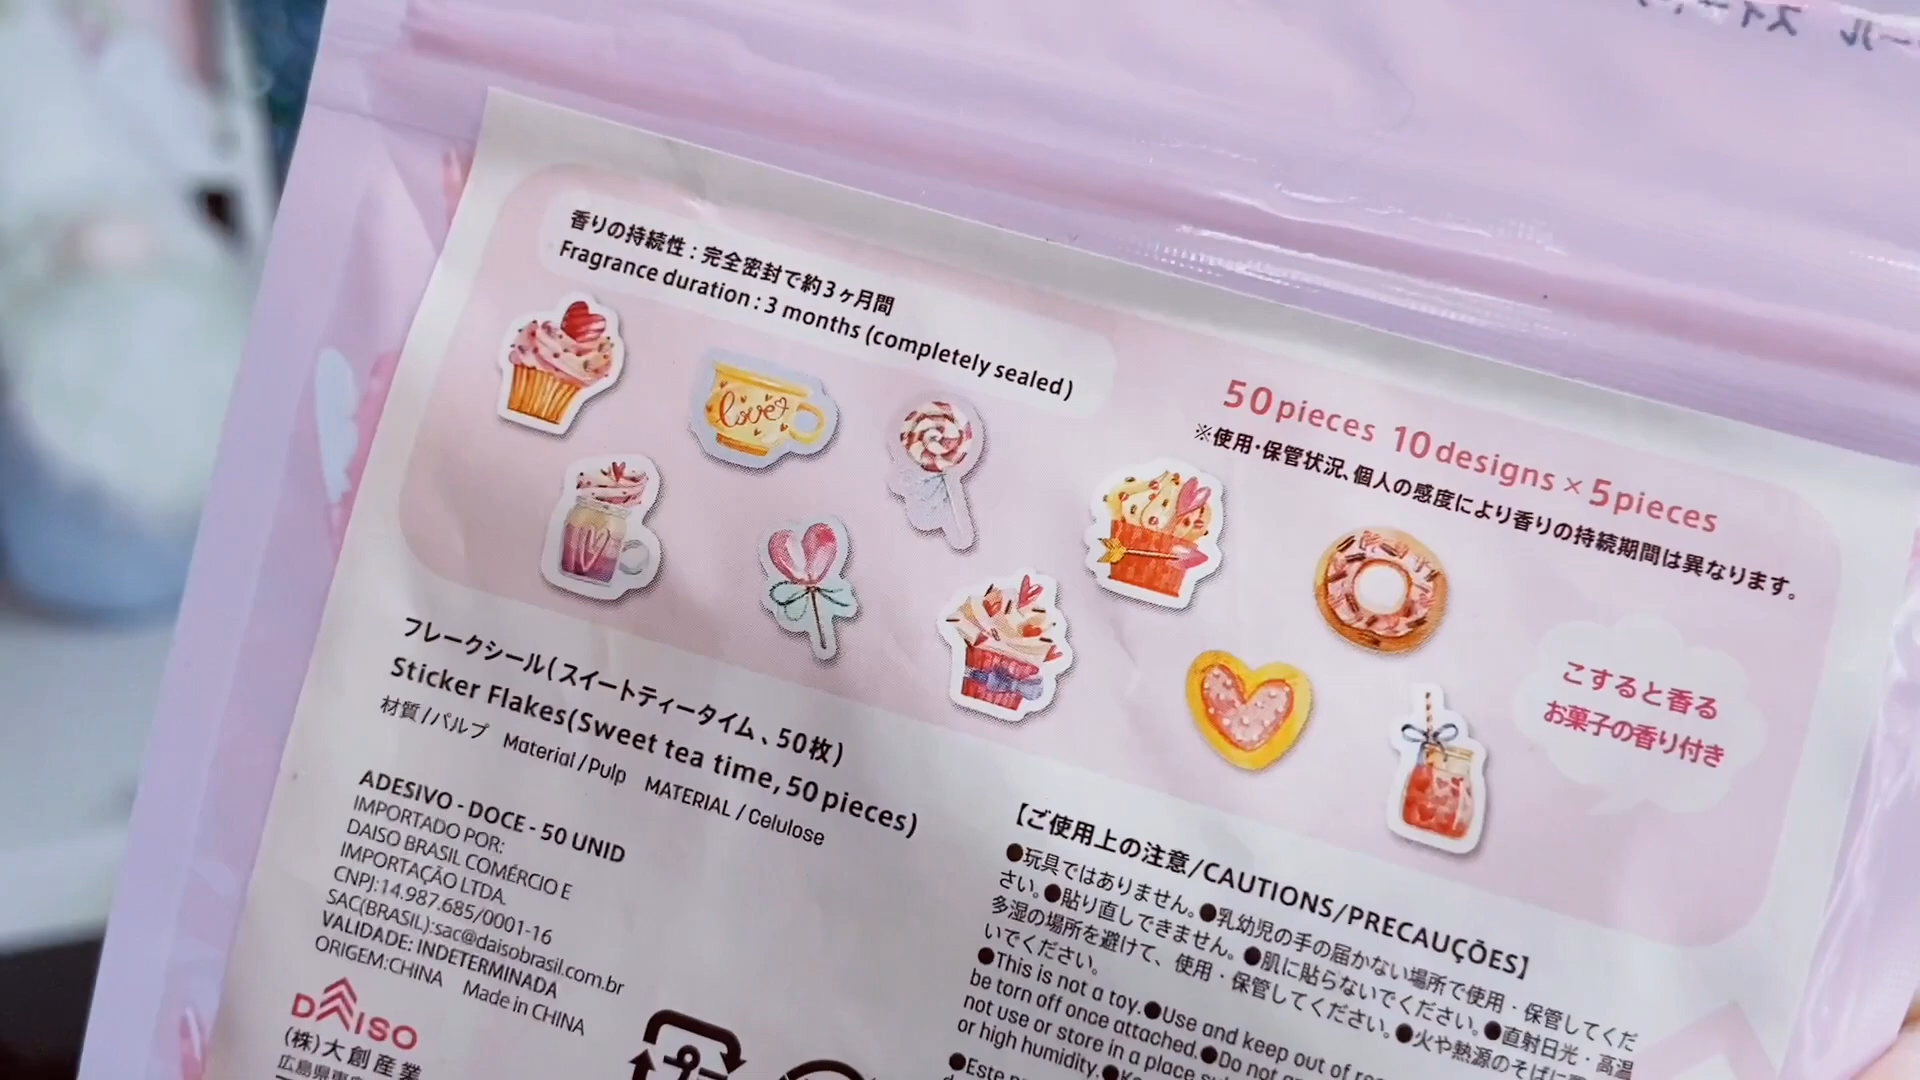 香りの持続性：完全密封で約3ヶ月間
Fragrance duration : 3 months (completely sealed)
love
50pieces 10designs×5pieces
※使用・保管状況、個人の感度により香りの持続期間は異なります。
こすると香る
お菓子の香り付き
フレークシール(スイートティータイム、50枚)
Sticker Flakes(Sweet tea time, 50 pieces)
材質/パルプ Material/Pulp MATERIAL/Celulose
ADESIVO - DOCE - 50 UNID
IMPORTADO POR:
DAISO BRASIL COMÉRCIO E
IMPORTAÇÃO LTDA.
CNPJ:14.987.685/0001-16
SAC(BRASIL):sac@daisobrasil.com.br
VALIDADE: INDETERMINADA
ORIGEM:CHINA Made in CHINA
DAISO
(株)大創産業
広島県東
【ご使用上の注意/CAUTIONS/PRECAUÇÕES】
●玩具ではありません。●乳幼児の手の届かない場所で使用・保管してくだ
さい。●貼り直しできません。●肌に貼らないでください。●直射日光・高温
多湿の場所を避けて、使用・保管してください。●火や熱源のそばに
いでください。
●This is not a toy.●Use and keep out of
be torn off once attached.●Do not
not use or store in a place
or high humidity.
●Este